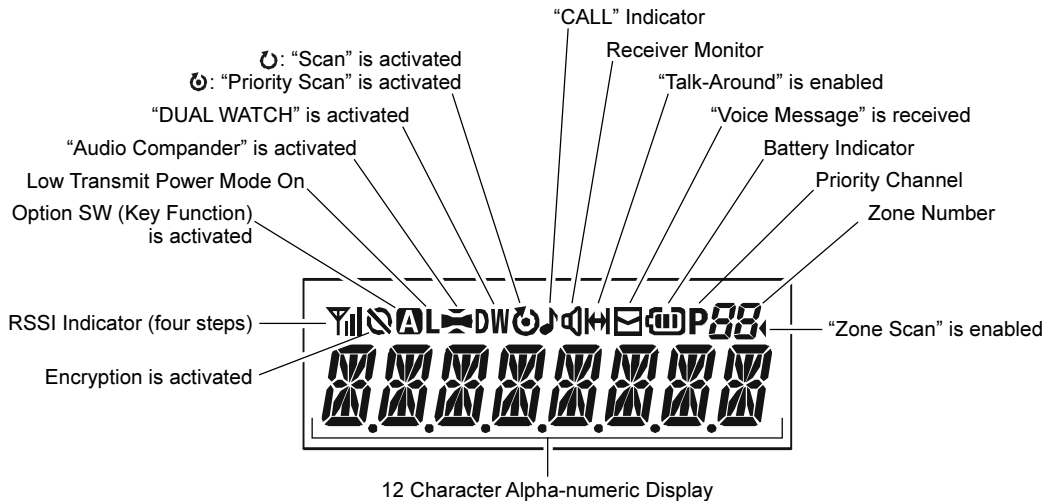 “CALL” Indicator
Receiver Monitor
: “Scan” is activated
: “Priority Scan” is activated
“Talk-Around” is enabled
“DUAL WATCH” is activated
“Voice Message” is received
“Audio Compander” is activated
Battery Indicator
Low Transmit Power Mode On
Priority Channel
Option SW (Key Function)
is activated
Zone Number
A L DW P 88
RSSI Indicator (four steps)
“Zone Scan” is enabled
Encryption is activated
12 Character Alpha-numeric Display